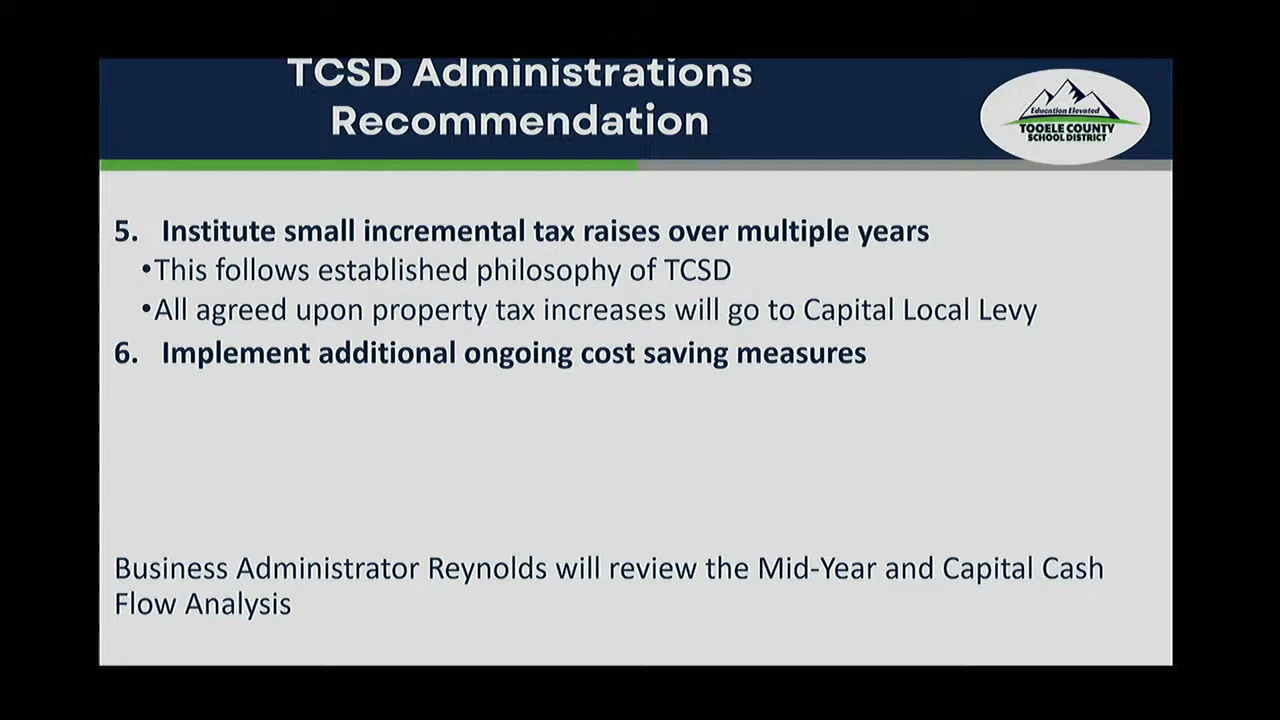 TCSD Administrations
Recommendation
Education Elevated
TOOELE COUNTY
SCHOOL DISTRICT
5. Institute small incremental tax raises over multiple years
•This follows established philosophy of TCSD
•All agreed upon property tax increases will go to Capital Local Levy
6. Implement additional ongoing cost saving measures
Business Administrator Reynolds will review the Mid-Year and Capital Cash
Flow Analysis